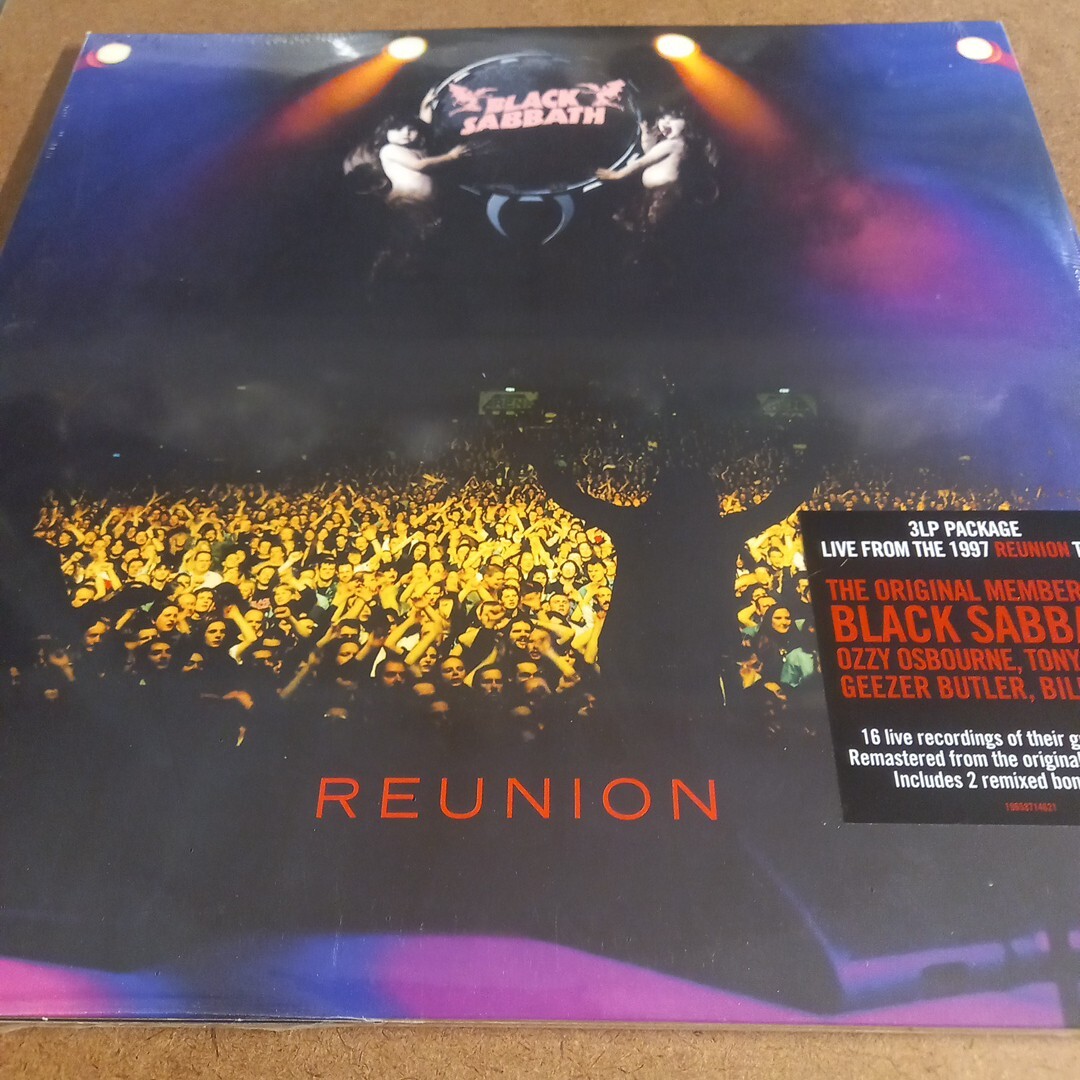 BLACK
SABBATH
REUNION
3LP PACKAGE
LIVE FROM THE 1997 REUNION
THE ORIGINAL MEMBER
BLACK SABBA
OZZY OSBOURNE, TONY
GEEZER BUTLER, BIL
16 live recordings of their g
Remastered from the original
Includes 2 remixed bon